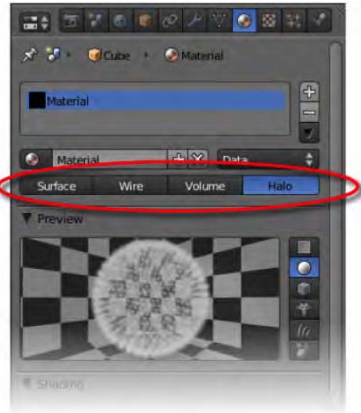 Cube Material
Material
Material Data
Surface Wire Volume Halo
Preview
Shading